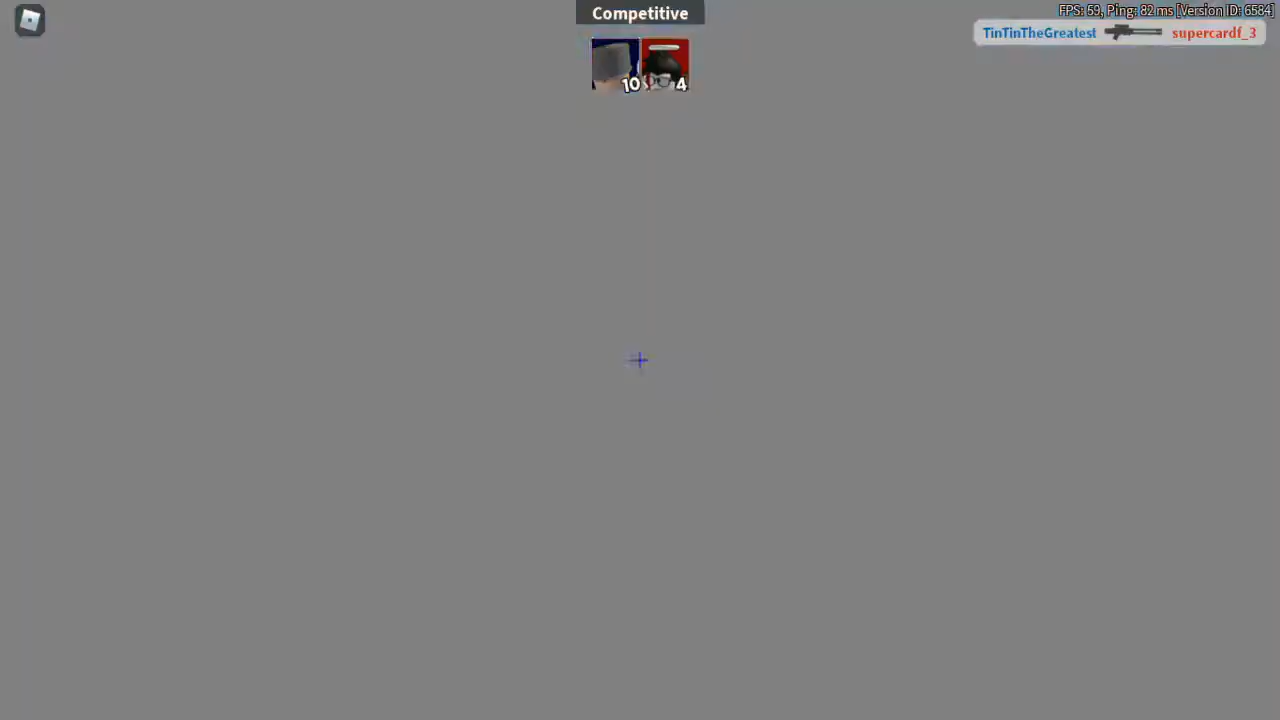 Competitive
FPS: 59, Ping: 82 ms [Version ID: 6584]
TinTinTheGreatest supercardf_3
10 4